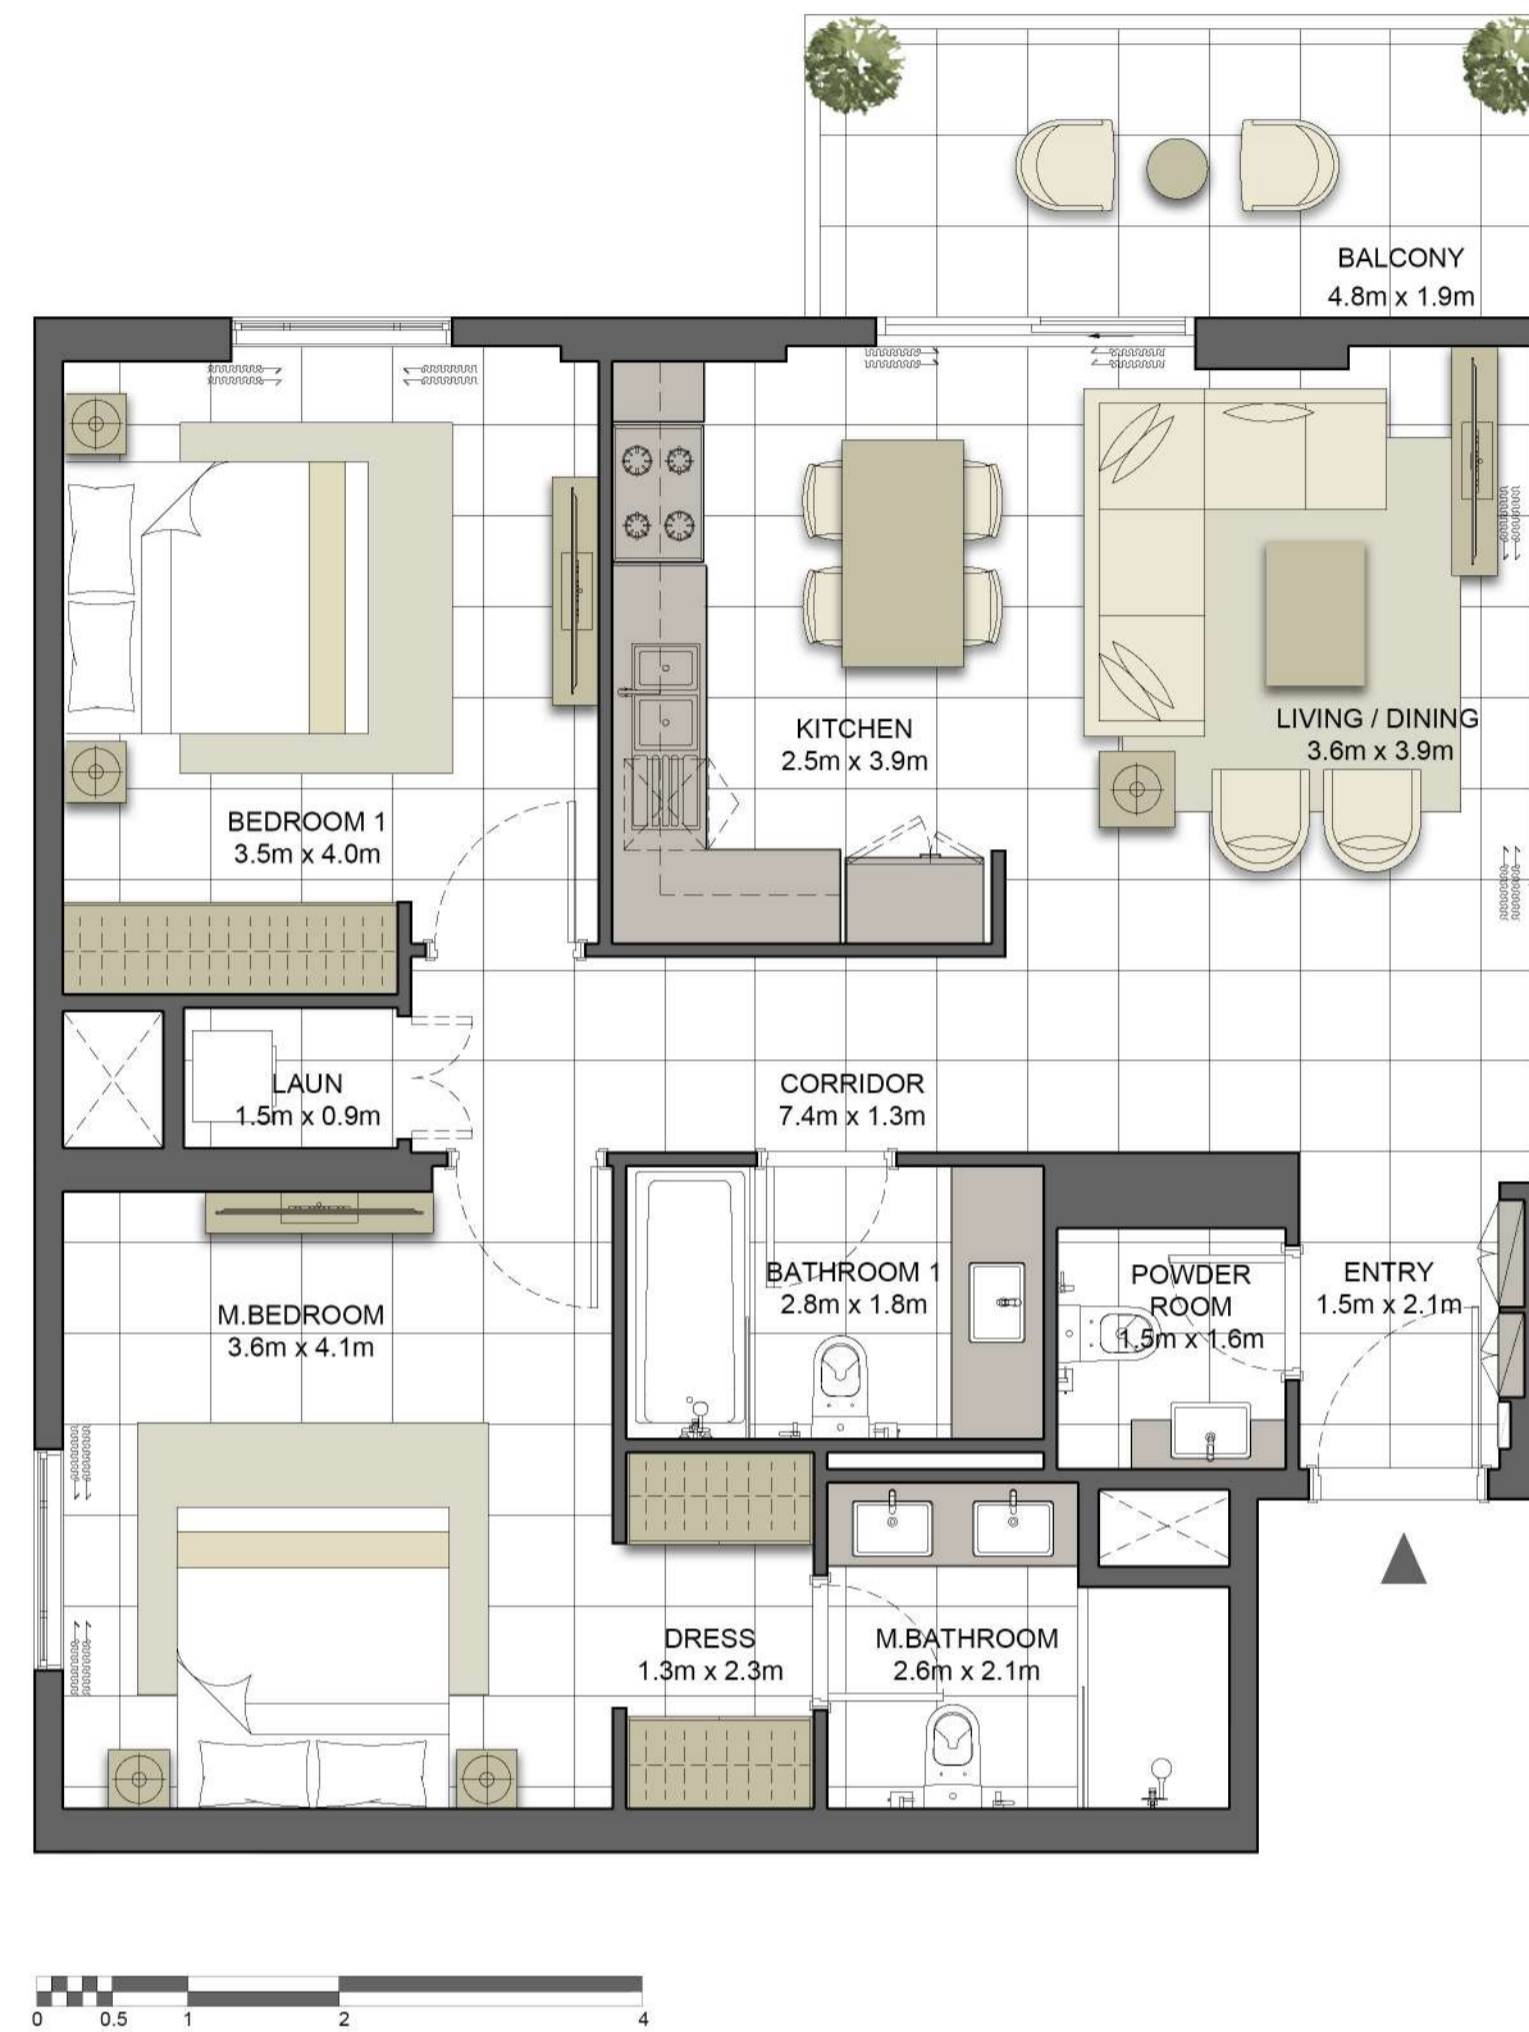 BALCONY
4.8m x 1.9m
KITCHEN
2.5m x 3.9m
LIVING / DINING
3.6m x 3.9m
BEDROOM 1
3.5m x 4.0m
LAUN
1.5m x 0.9m
CORRIDOR
7.4m x 1.3m
M.BEDROOM
3.6m x 4.1m
BATHROOM 1
2.8m x 1.8m
POWDER
ROOM
1.5m x 1.6m
ENTRY
1.5m x 2.1m
DRESS
1.3m x 2.3m
M.BATHROOM
2.6m x 2.1m
0 0.5 1 2 4